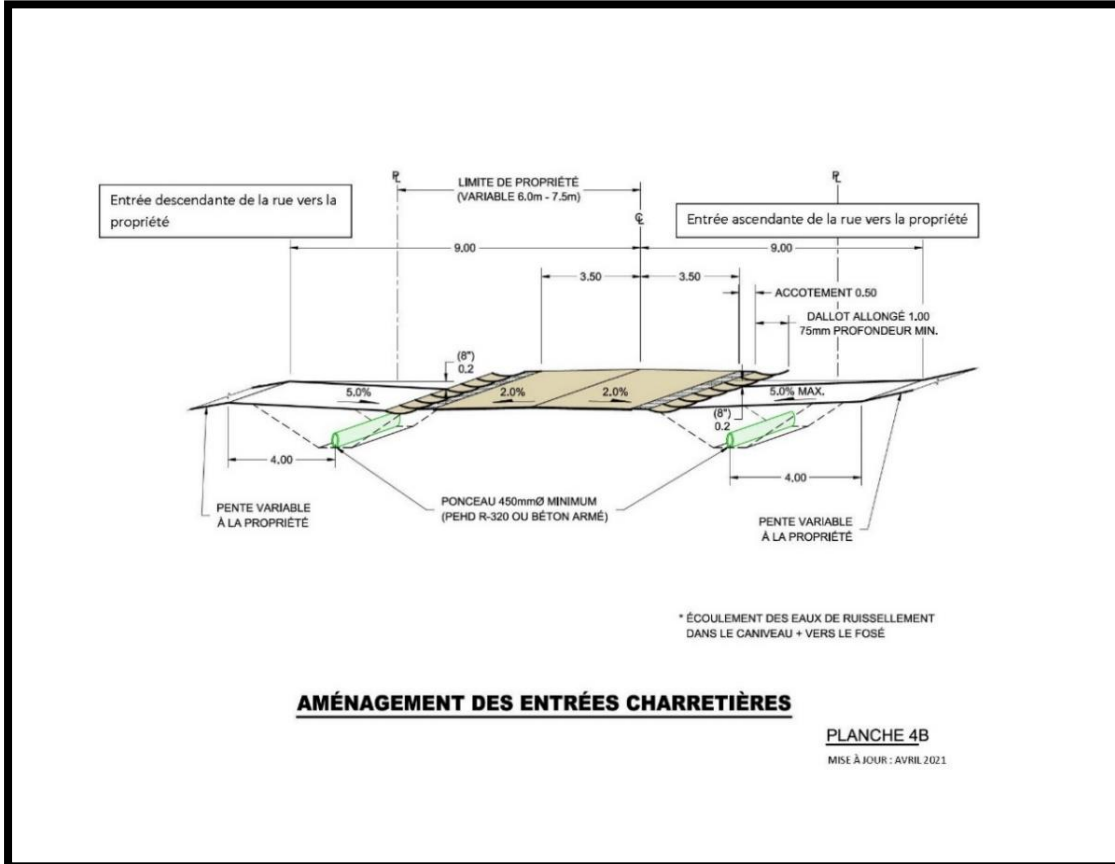 P L
LIMITE DE PROPRIÉTÉ
(VARIABLE 6.0m - 7.5m)
P L
Entrée descendante de la rue vers la
propriété
C L
Entrée ascendante de la rue vers la propriété
9.00
9.00
3.50
3.50
ACCOTEMENT 0.50
DALLOT ALLONGÉ 1.00
75mm PROFONDEUR MIN.
(8")
0.2
5.0%
2.0%
2.0%
5.0% MAX.
(8")
0.2
4.00
4.00
PENTE VARIABLE
À LA PROPRIÉTÉ
PONCEAU 450mmØ MINIMUM
(PEHD R-320 OU BÉTON ARMÉ)
PENTE VARIABLE
À LA PROPRIÉTÉ
* ÉCOULEMENT DES EAUX DE RUISSELLEMENT
DANS LE CANIVEAU + VERS LE FOSÉ
AMÉNAGEMENT DES ENTRÉES CHARRETIÈRES
PLANCHE 4B
MISE À JOUR : AVRIL 2021